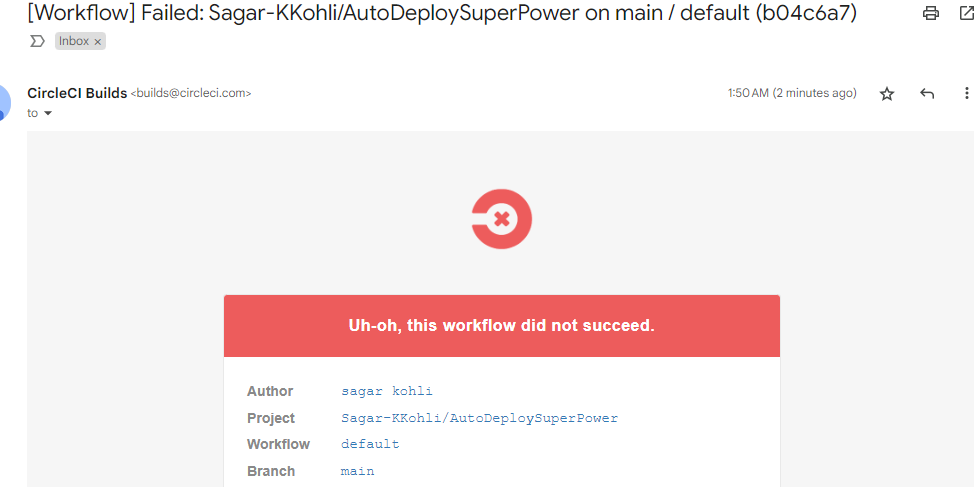 [Workflow] Failed: Sagar-KKohli/AutoDeploySuperPower on main / default (b04c6a7)
Inbox ×
CircleCI Builds <builds@circleci.com>
1:50 AM (2 minutes ago)
to
Uh-oh, this workflow did not succeed.
Author sagar kohli
Project Sagar-KKohli/AutoDeploySuperPower
Workflow default
Branch main